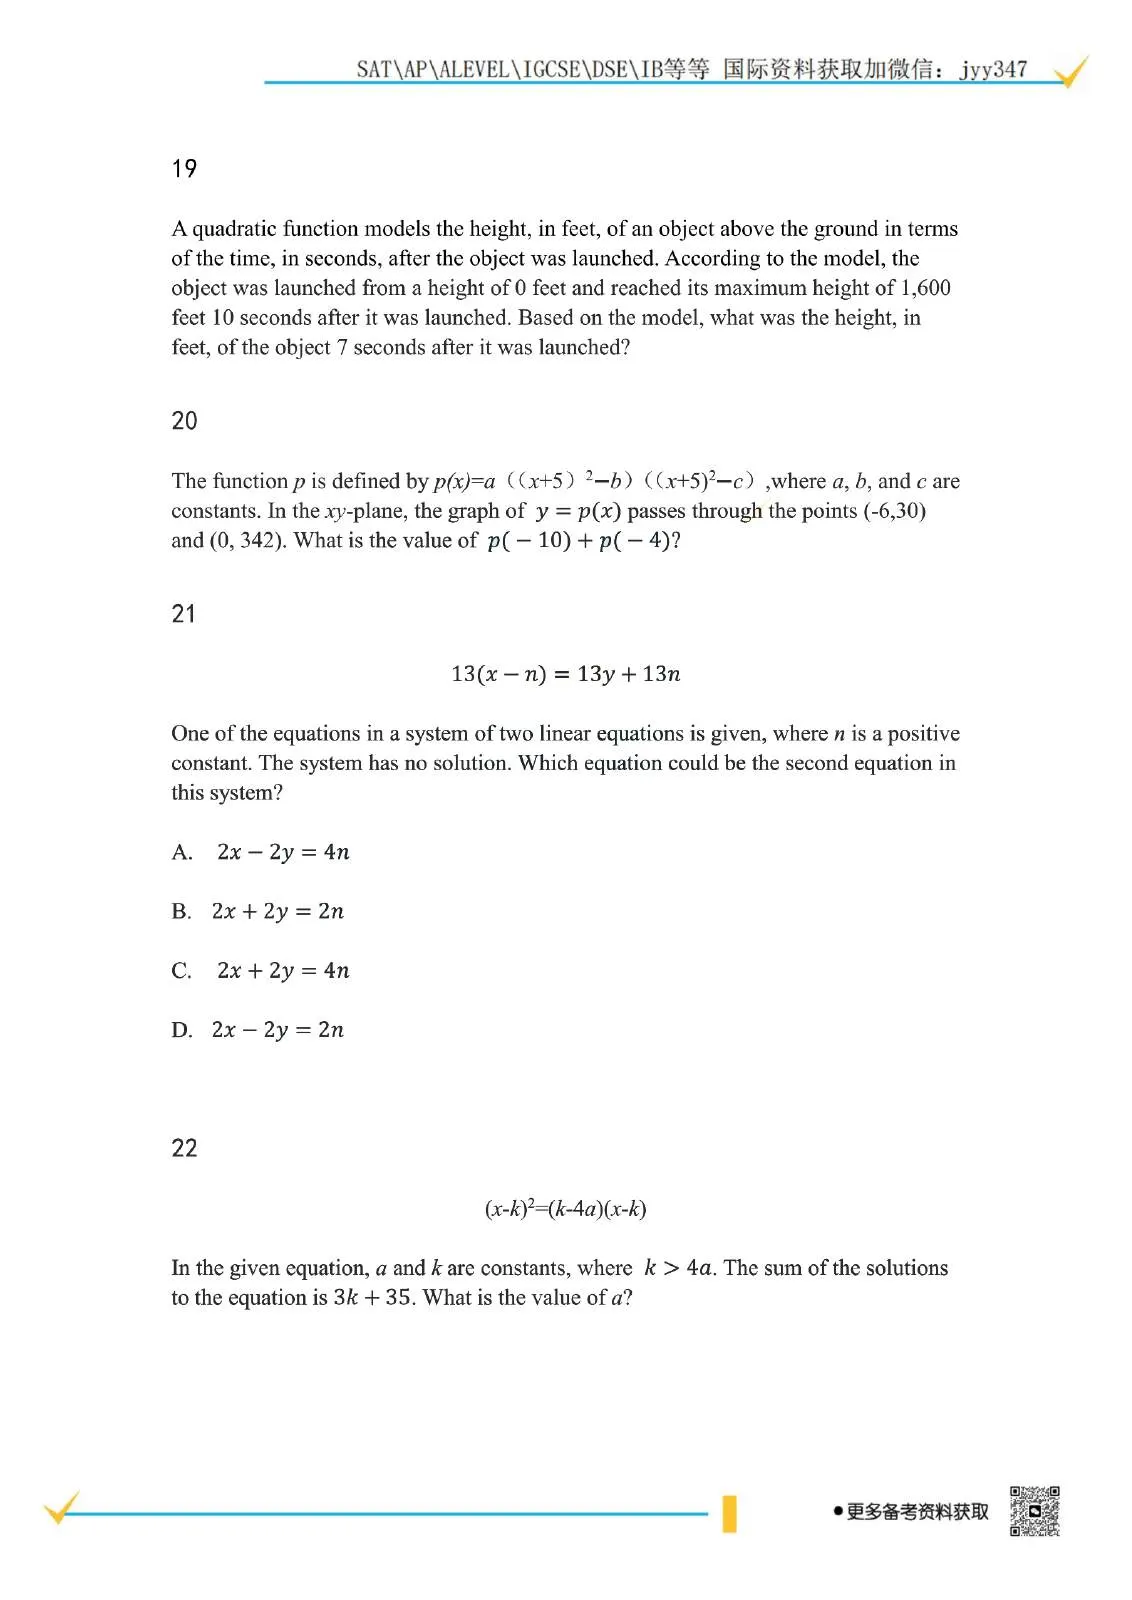 SAT\AP\ALEVEL\IGCSE\DSE\IB等等 国际资料获取加微信：jyy347
19
A quadratic function models the height, in feet, of an object above the ground in terms
of the time, in seconds, after the object was launched. According to the model, the
object was launched from a height of 0 feet and reached its maximum height of 1,600
feet 10 seconds after it was launched. Based on the model, what was the height, in
feet, of the object 7 seconds after it was launched?
20
The function p is defined by p(x)=a（(x+5）²−b）（(x+5)²−c）,where a, b, and c are
constants. In the xy-plane, the graph of y = p(x) passes through the points (-6,30)
and (0, 342). What is the value of p( − 10) + p( − 4)?
21
13(x − n) = 13y + 13n
One of the equations in a system of two linear equations is given, where n is a positive
constant. The system has no solution. Which equation could be the second equation in
this system?
A. 2x − 2y = 4n
B. 2x + 2y = 2n
C. 2x + 2y = 4n
D. 2x − 2y = 2n
22
(x-k)²=(k-4a)(x-k)
In the given equation, a and k are constants, where k > 4a. The sum of the solutions
to the equation is 3k + 35. What is the value of a?
●更多备考资料获取